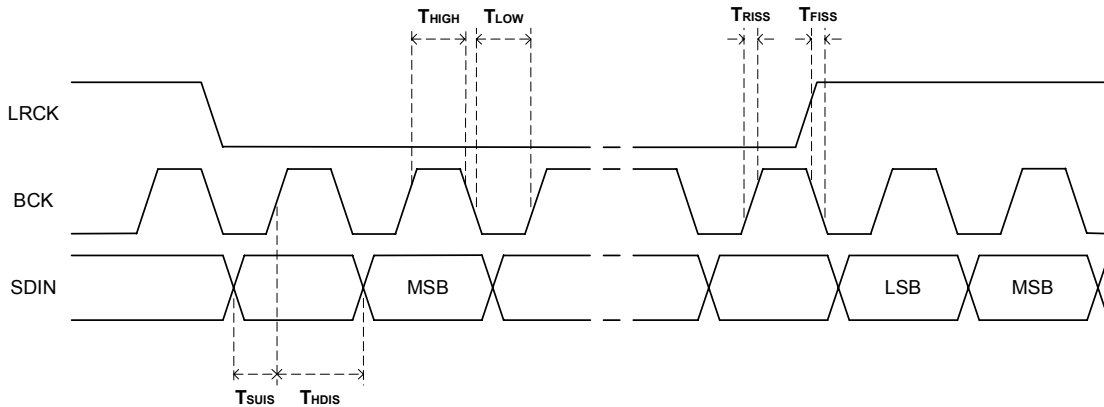 THIGH TLOW TRISS TFISS
LRCK
BCK
SDIN MSB LSB MSB
TSUIS THDIS